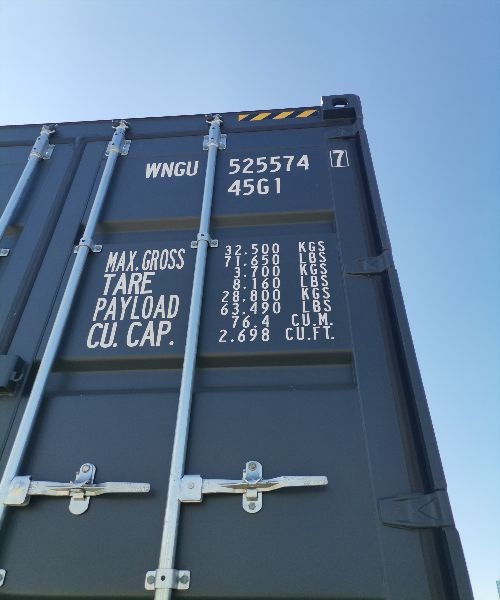 WNGU 525574 7
45G1
MAX.GROSS 32.500 KGS
71.650 LBS
TARE 3.700 KGS
8.160 LBS
PAYLOAD 28.800 KGS
63.490 LBS
CU. CAP. 76.4 CU.M.
2.698 CU.FT.